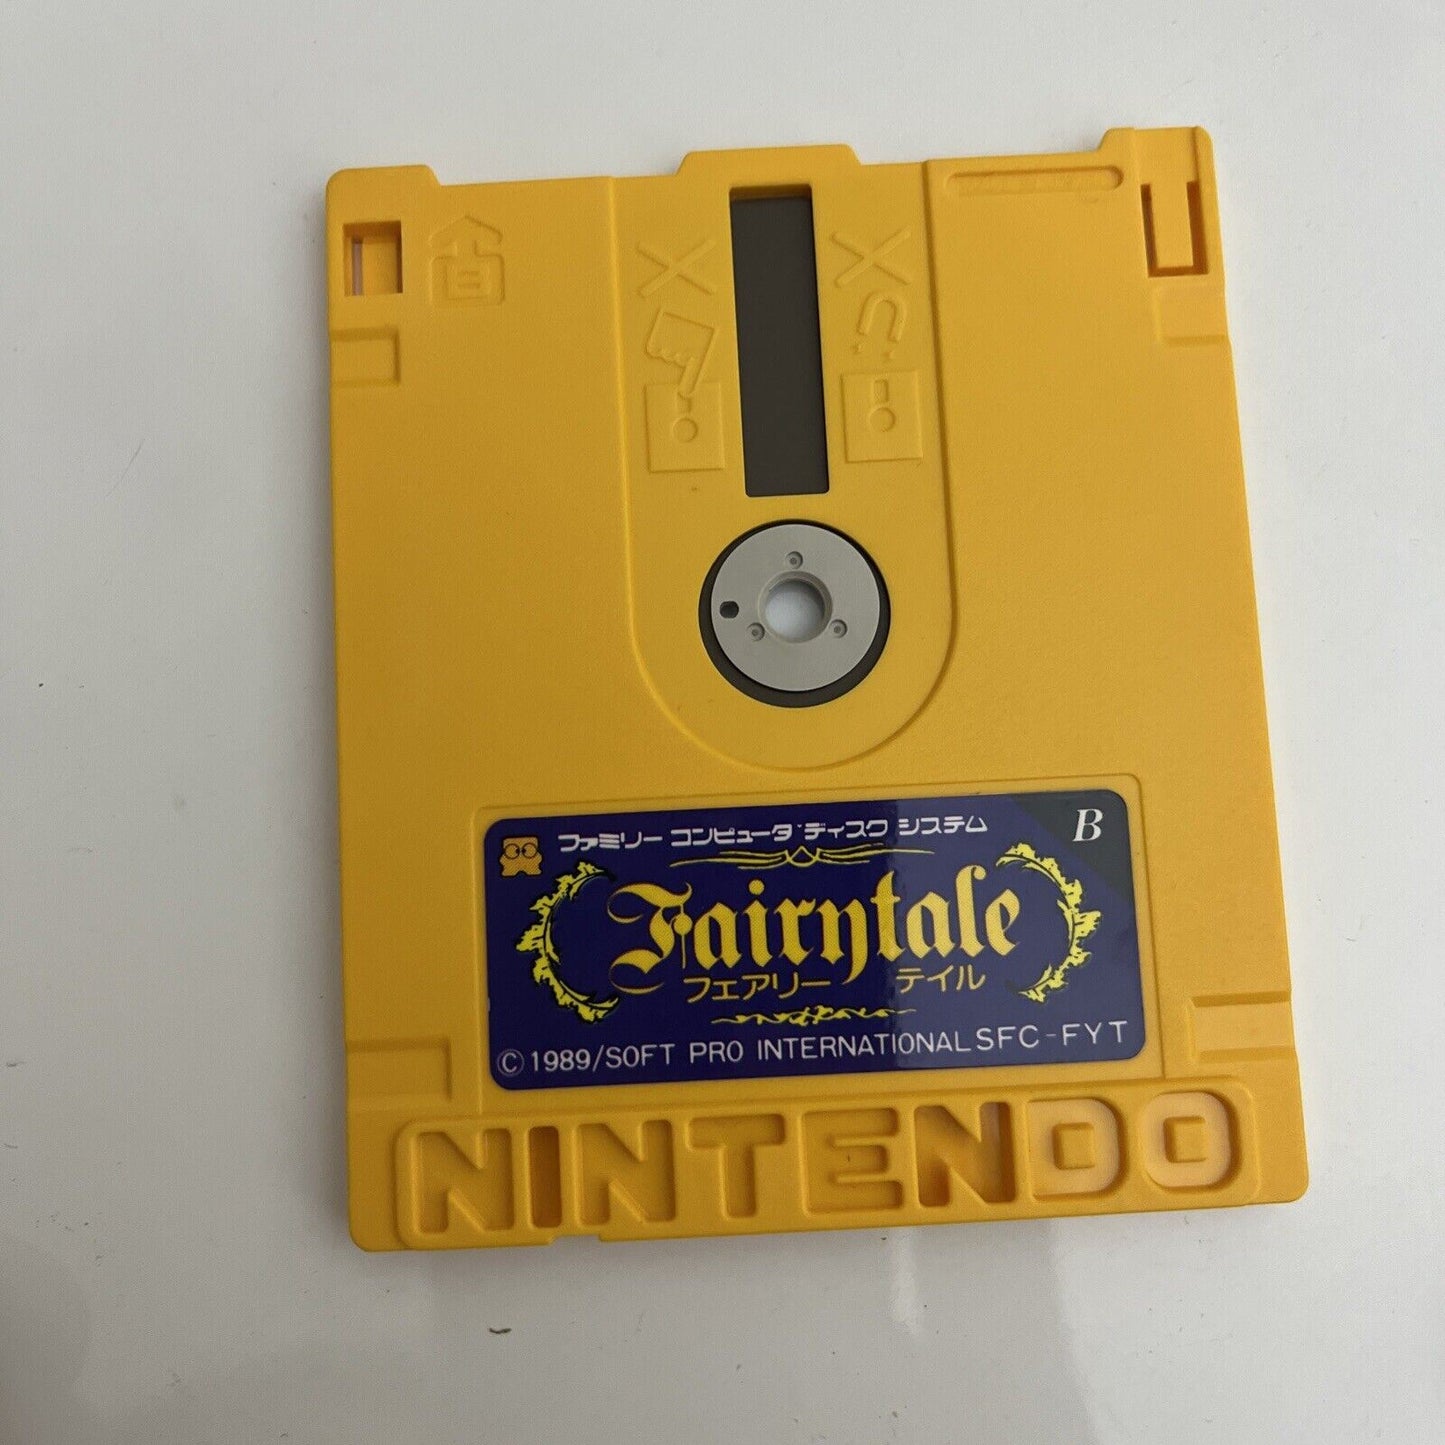 ファミリー コンピュータ ディスク システム
B
Fairytale
フェアリー テイル
© 1989/SOFT PRO INTERNATIONAL SFC-FYT
NINTENDO